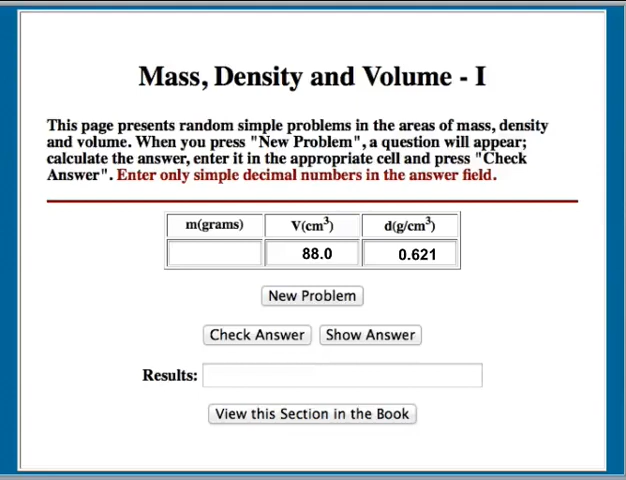 Mass, Density and Volume - I
This page presents random simple problems in the areas of mass, density
and volume. When you press "New Problem", a question will appear;
calculate the answer, enter it in the appropriate cell and press "Check
Answer". Enter only simple decimal numbers in the answer field.
m(grams) V(cm³) d(g/cm³)
88.0 0.621
New Problem
Check Answer Show Answer
Results:
View this Section in the Book